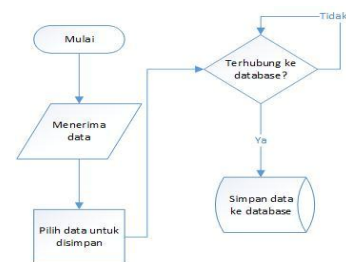 Mulai
Menerima
data
Pilih data untuk
disimpan
Tidak
Terhubung ke
database?
Ya
Simpan data
ke database